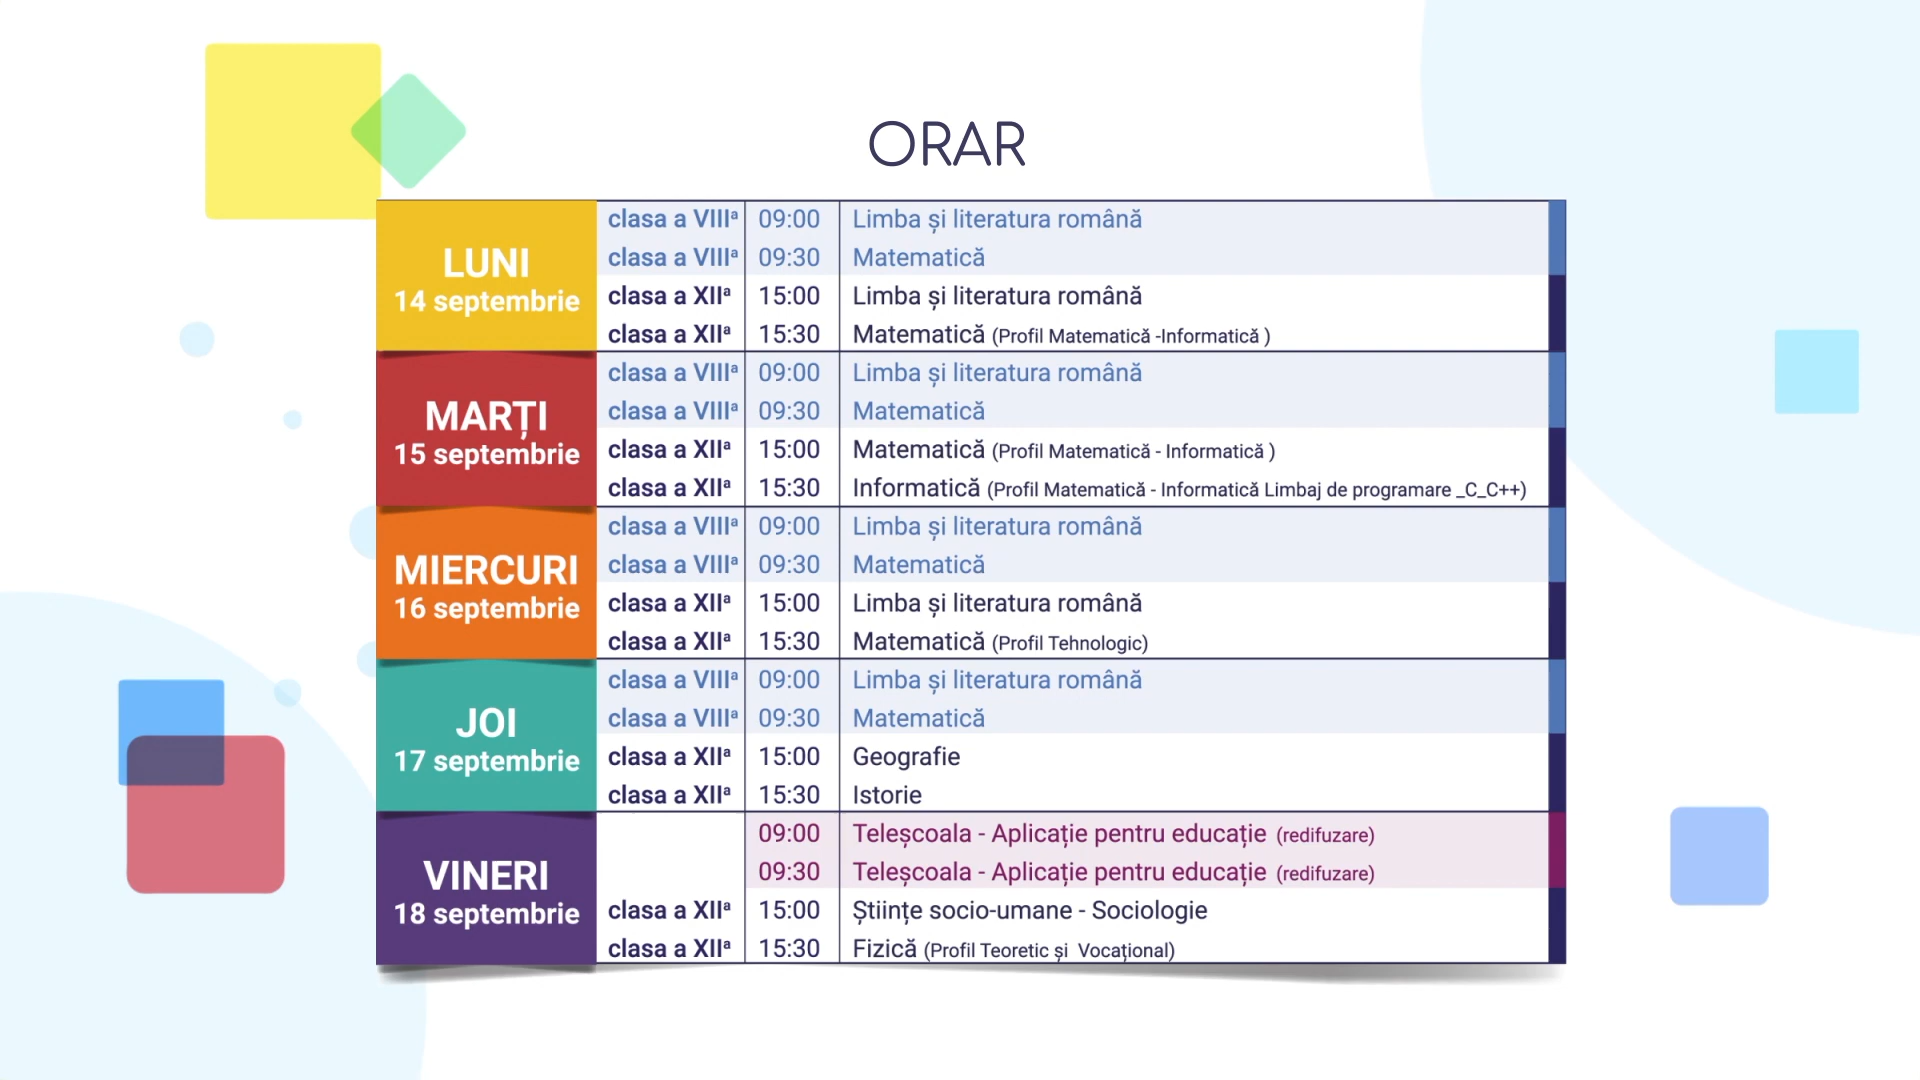 ORAR
LUNI
14 septembrie
clasa a VIIIª 09:00 Limba și literatura română
clasa a VIIIª 09:30 Matematică
clasa a XIIª 15:00 Limba și literatura română
clasa a XIIª 15:30 Matematică (Profil Matematică -Informatică )
MARȚI
15 septembrie
clasa a VIIIª 09:00 Limba și literatura română
clasa a VIIIª 09:30 Matematică
clasa a XIIª 15:00 Matematică (Profil Matematică - Informatică )
clasa a XIIª 15:30 Informatică (Profil Matematică - Informatică Limbaj de programare _C_C++)
MIERCURI
16 septembrie
clasa a VIIIª 09:00 Limba și literatura română
clasa a VIIIª 09:30 Matematică
clasa a XIIª 15:00 Limba și literatura română
clasa a XIIª 15:30 Matematică (Profil Tehnologic)
JOI
17 septembrie
clasa a VIIIª 09:00 Limba și literatura română
clasa a VIIIª 09:30 Matematică
clasa a XIIª 15:00 Geografie
clasa a XIIª 15:30 Istorie
VINERI
18 septembrie
09:00 Teleșcoala - Aplicație pentru educație (redifuzare)
09:30 Teleșcoala - Aplicație pentru educație (redifuzare)
clasa a XIIª 15:00 Științe socio-umane - Sociologie
clasa a XIIª 15:30 Fizică (Profil Teoretic și Vocațional)